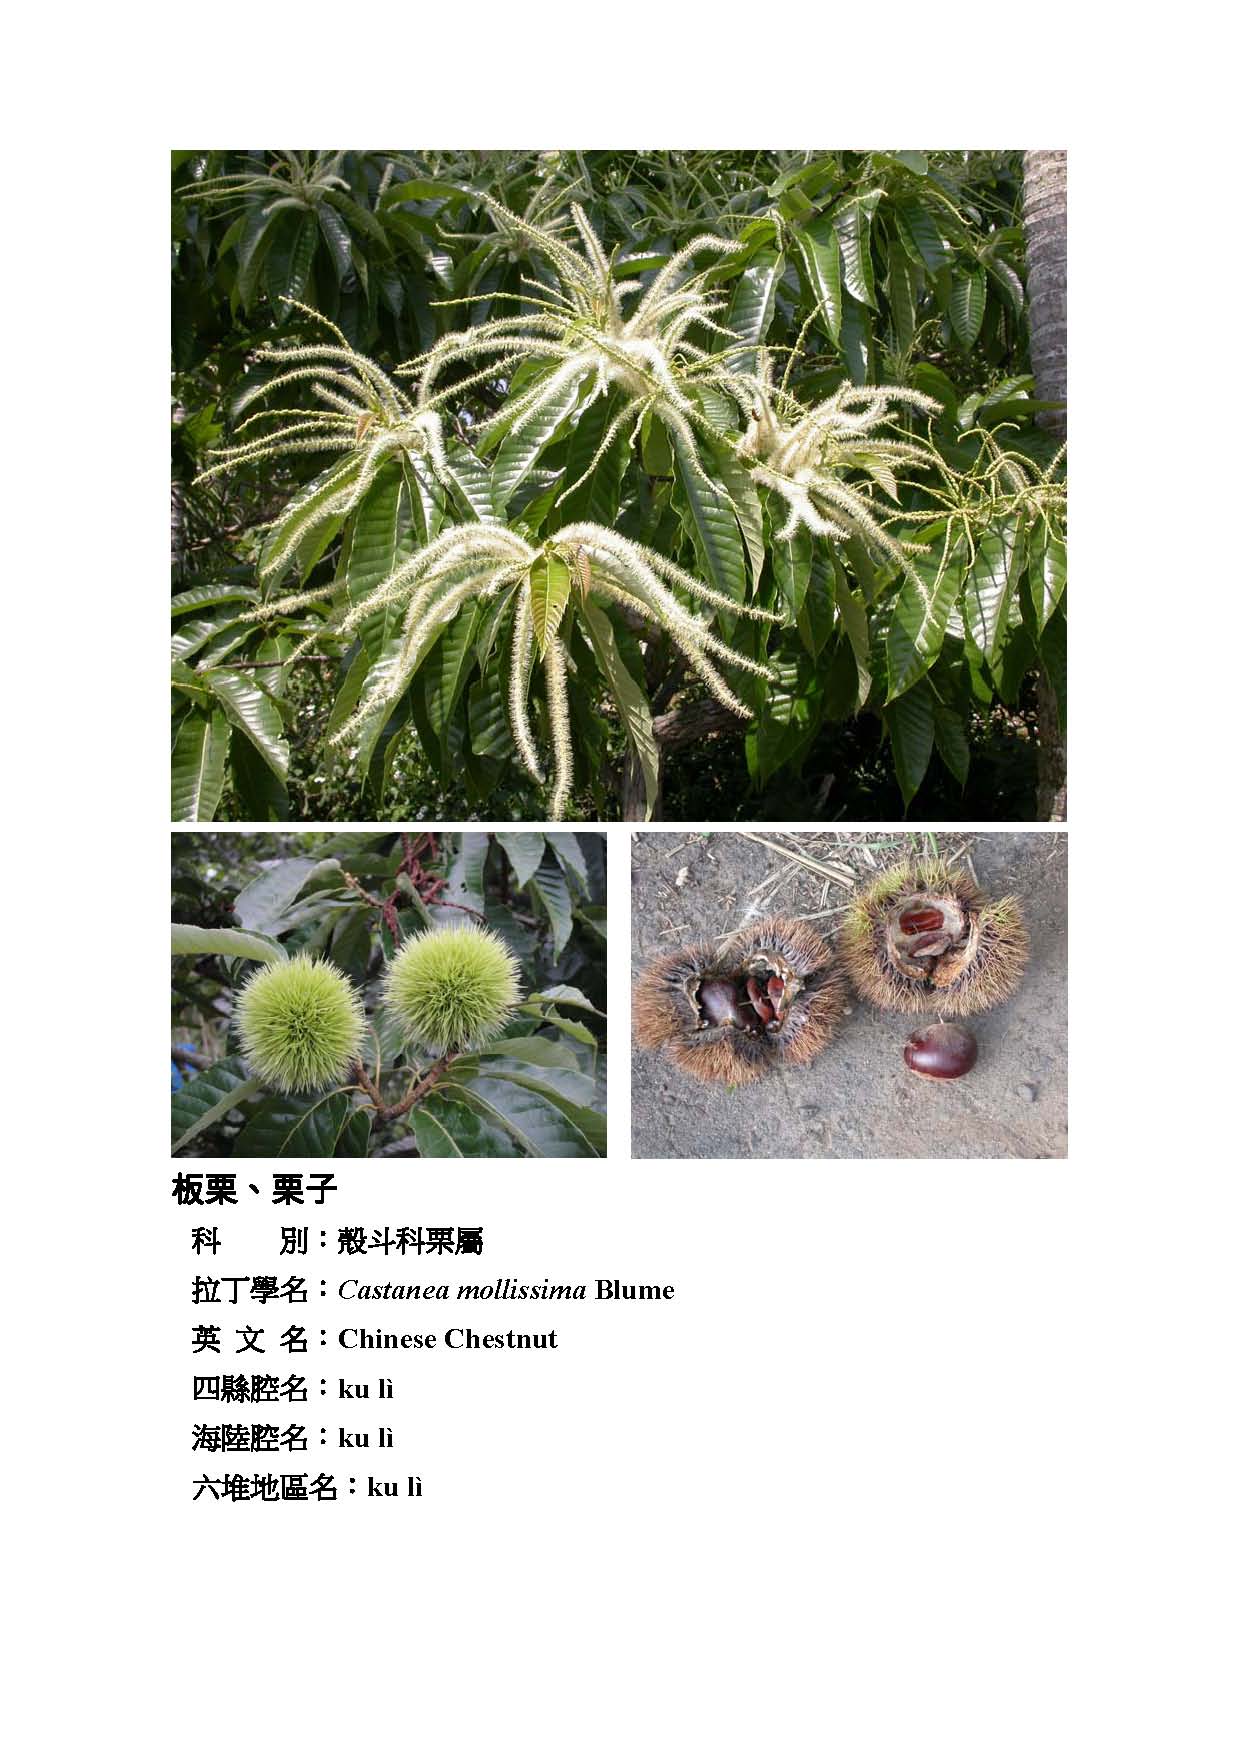 板栗、栗子
科　　別：殼斗科栗屬
拉丁學名：Castanea mollissima Blume
英 文 名：Chinese Chestnut
四縣腔名：ku lì
海陸腔名：ku lì
六堆地區名：ku lì